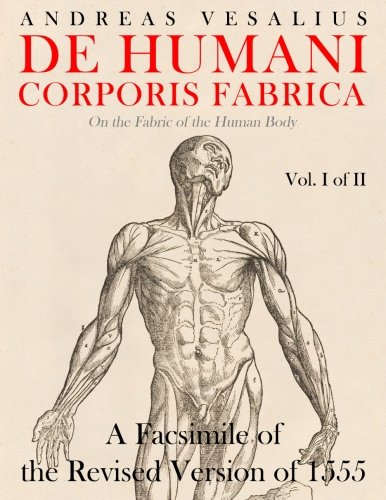 ANDREAS VESALIUS
DE HUMANI
CORPORIS FABRICA
On the Fabric of the Human Body
Vol. I of II
A Facsimile of
the Revised Version of 1555